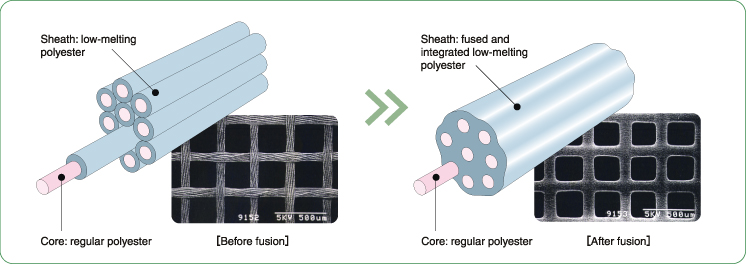 Sheath: low-melting
polyester
9152 5KV 500um
Core: regular polyester
[Before fusion]
Sheath: fused and
integrated low-melting
polyester
9153 5KV 500um
Core: regular polyester
[After fusion]